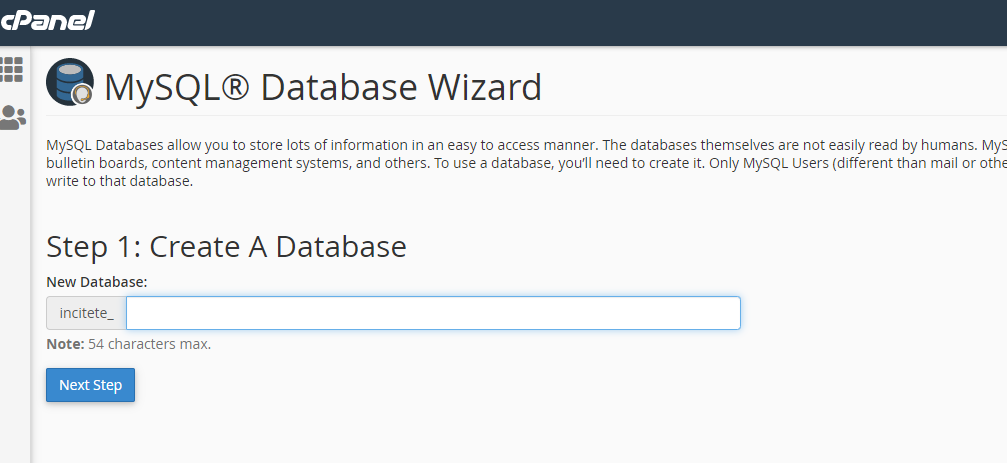 cPanel
MySQL® Database Wizard
MySQL Databases allow you to store lots of information in an easy to access manner. The databases themselves are not easily read by humans. MyS
bulletin boards, content management systems, and others. To use a database, you’ll need to create it. Only MySQL Users (different than mail or othe
write to that database.
Step 1: Create A Database
New Database:
incitete_
Note: 54 characters max.
Next Step